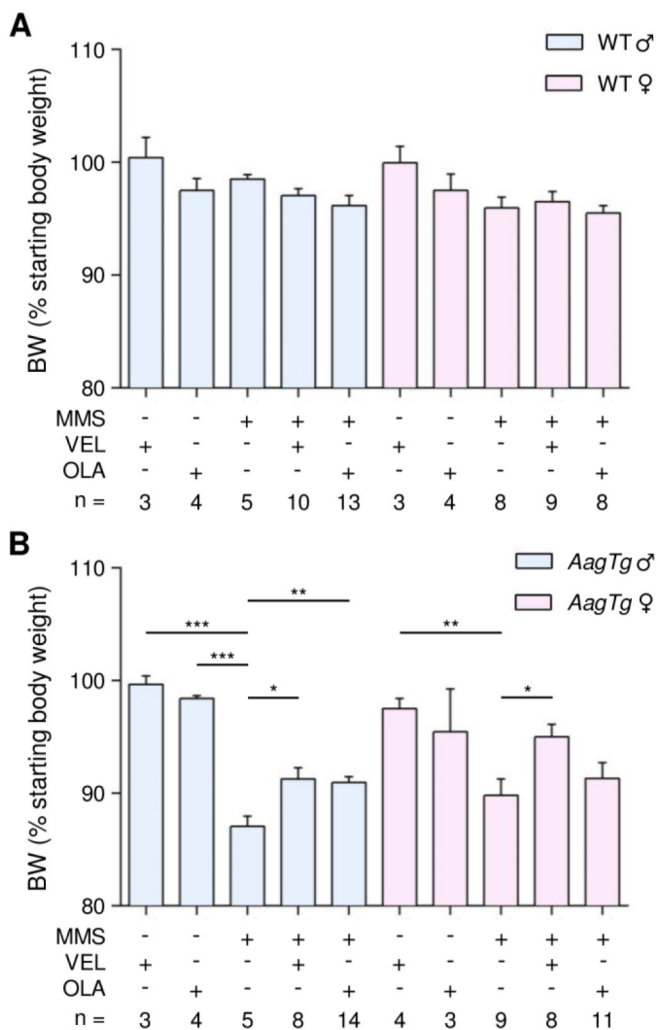 A
BW (% starting body weight)
110
100
90
80
WT ♂
WT ♀
MMS - - + + + - - + + +
VEL + - - + - + - - + -
OLA - + - - + - + - - +
n = 3 4 5 10 13 3 4 8 9 8
B
BW (% starting body weight)
110
100
90
80
AagTg ♂
AagTg ♀
** 
*** **
***
* *
MMS - - + + + - - + + +
VEL + - - + - + - - + -
OLA - + - - + - + - - +
n = 3 4 5 8 14 4 3 9 8 11